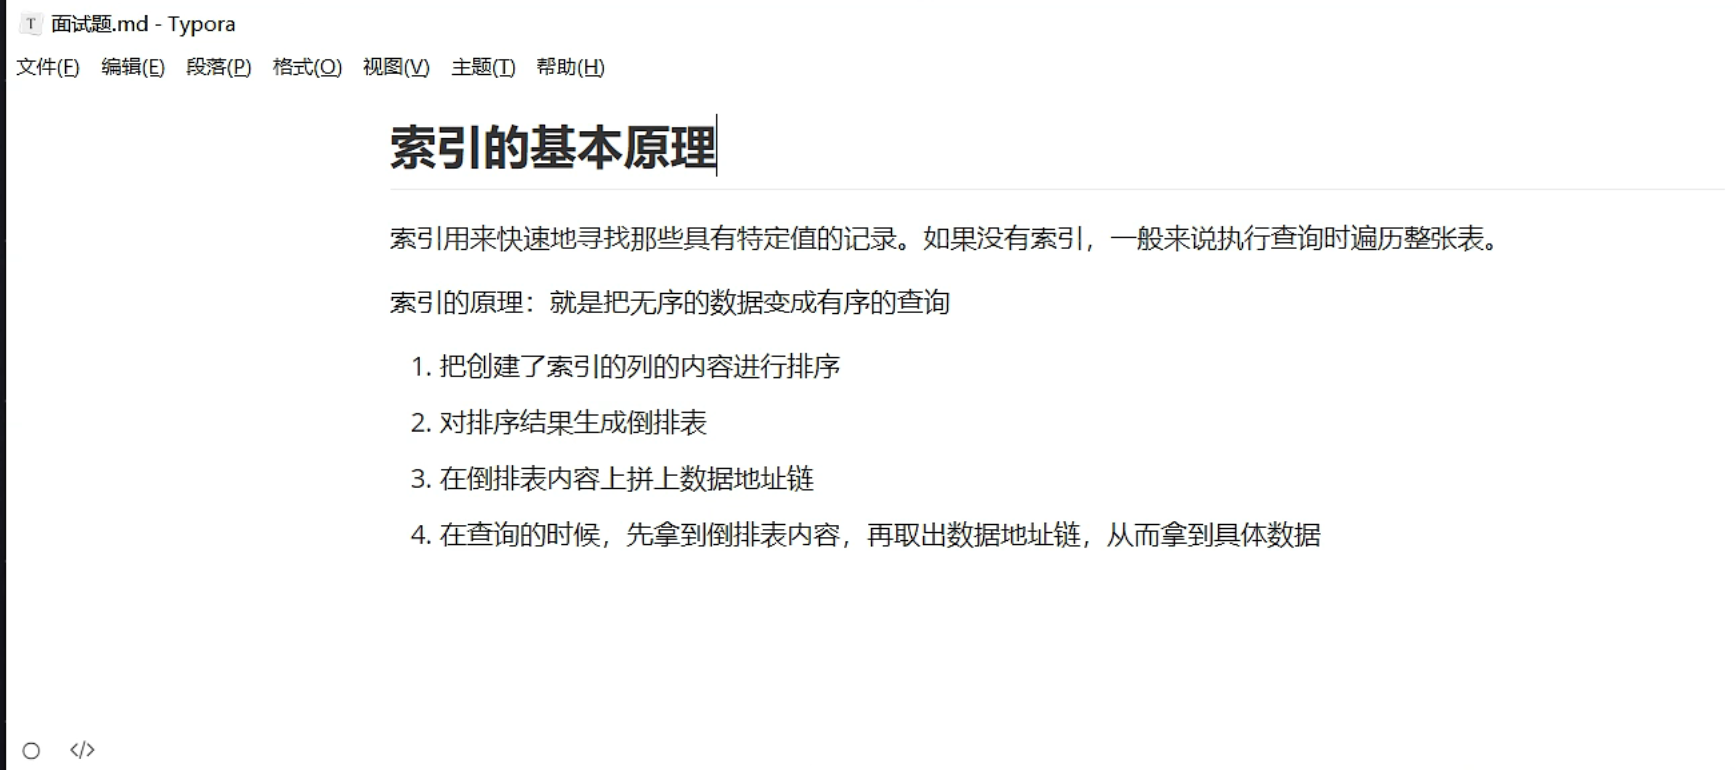 面试题.md - Typora
文件(F) 编辑(E) 段落(P) 格式(O) 视图(V) 主题(T) 帮助(H)
索引的基本原理
索引用来快速地寻找那些具有特定值的记录。如果没有索引，一般来说执行查询时遍历整张表。
索引的原理：就是把无序的数据变成有序的查询
1. 把创建了索引的列的内容进行排序
2. 对排序结果生成倒排表
3. 在倒排表内容上拼上数据地址链
4. 在查询的时候，先拿到倒排表内容，再取出数据地址链，从而拿到具体数据